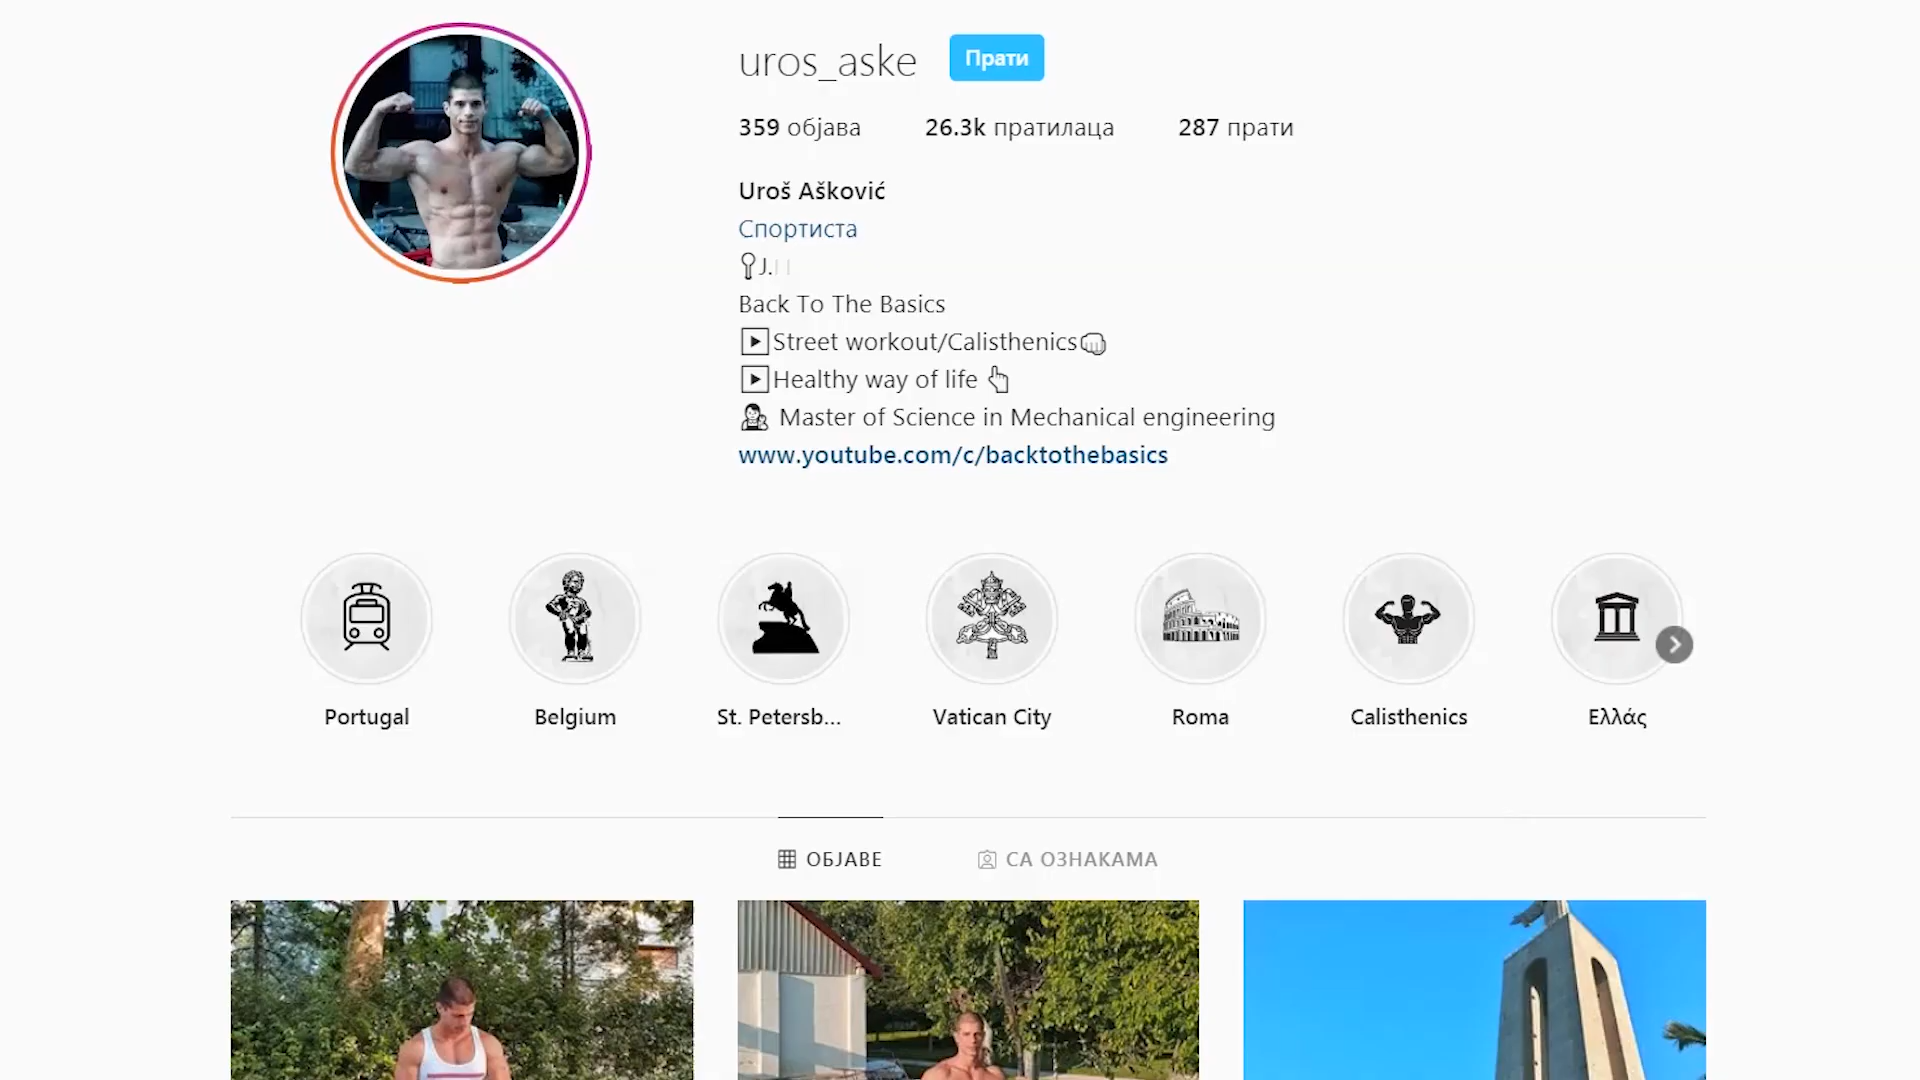 uros_aske Прати
359 објава 26.3k пратилаца 287 прати
Uroš Ašković
Спортиста
J.
Back To The Basics
Street workout/Calisthenics
Healthy way of life
Master of Science in Mechanical engineering
www.youtube.com/c/backtothebasics
Portugal Belgium St. Petersb... Vatican City Roma Calisthenics Ελλάς
ОБЈАВЕ СА ОЗНАКАМА